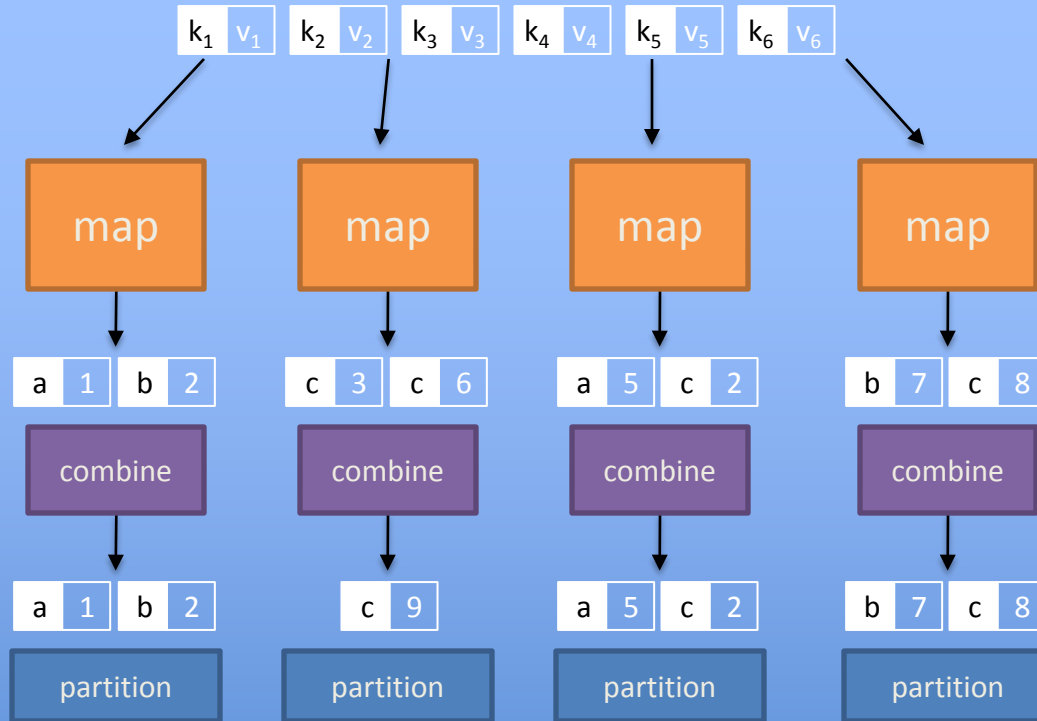 k₁ v₁ k₂ v₂ k₃ v₃ k₄ v₄ k₅ v₅ k₆ v₆
map map map map
a 1 b 2 c 3 c 6 a 5 c 2 b 7 c 8
combine combine combine combine
a 1 b 2 c 9 a 5 c 2 b 7 c 8
partition partition partition partition